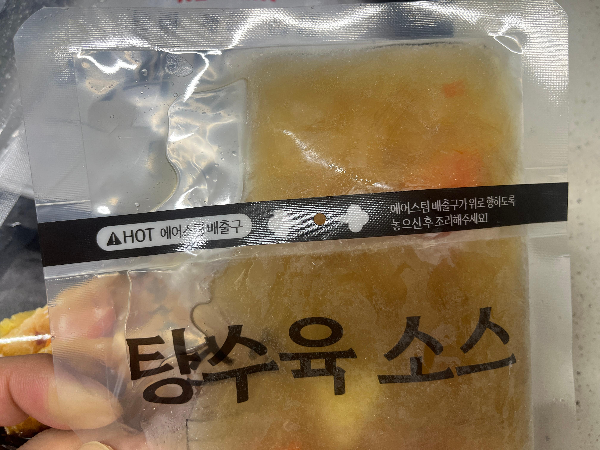 HOT 에어스팀 배출구
에어스팀 배출구가 위로 향하도록
놓으신 후 조리해주세요!
탕수육 소스